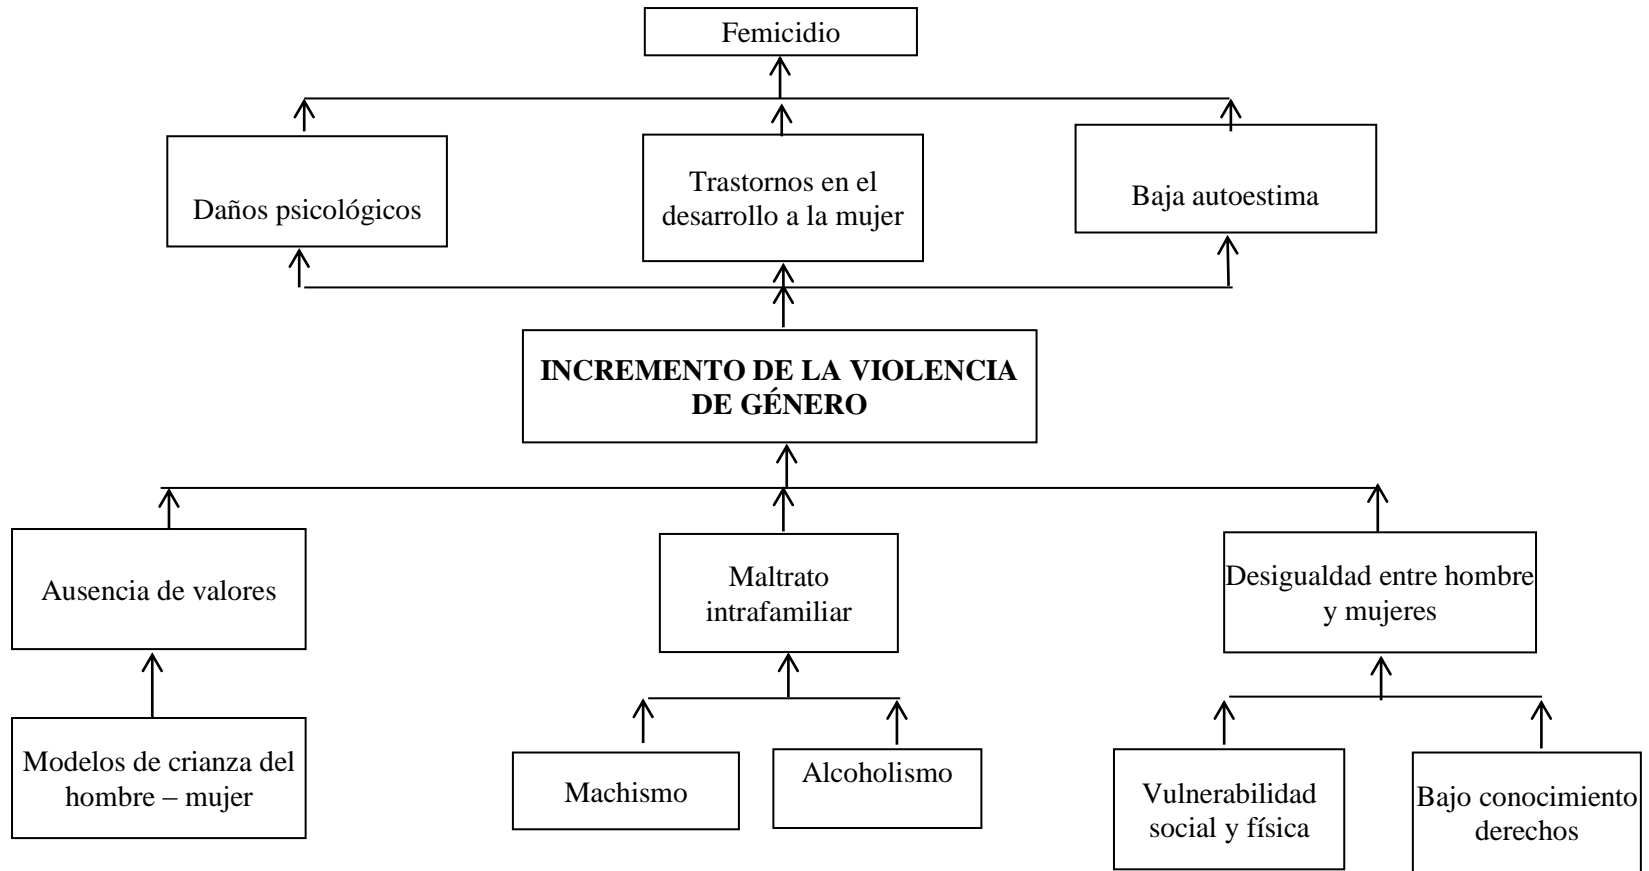 Femicidio
Daños psicológicos
Trastornos en el
desarrollo a la mujer
Baja autoestima
INCREMENTO DE LA VIOLENCIA
DE GÉNERO
Ausencia de valores
Maltrato
intrafamiliar
Desigualdad entre hombre
y mujeres
Modelos de crianza del
hombre – mujer
Machismo
Alcoholismo
Vulnerabilidad
social y física
Bajo conocimiento
derechos